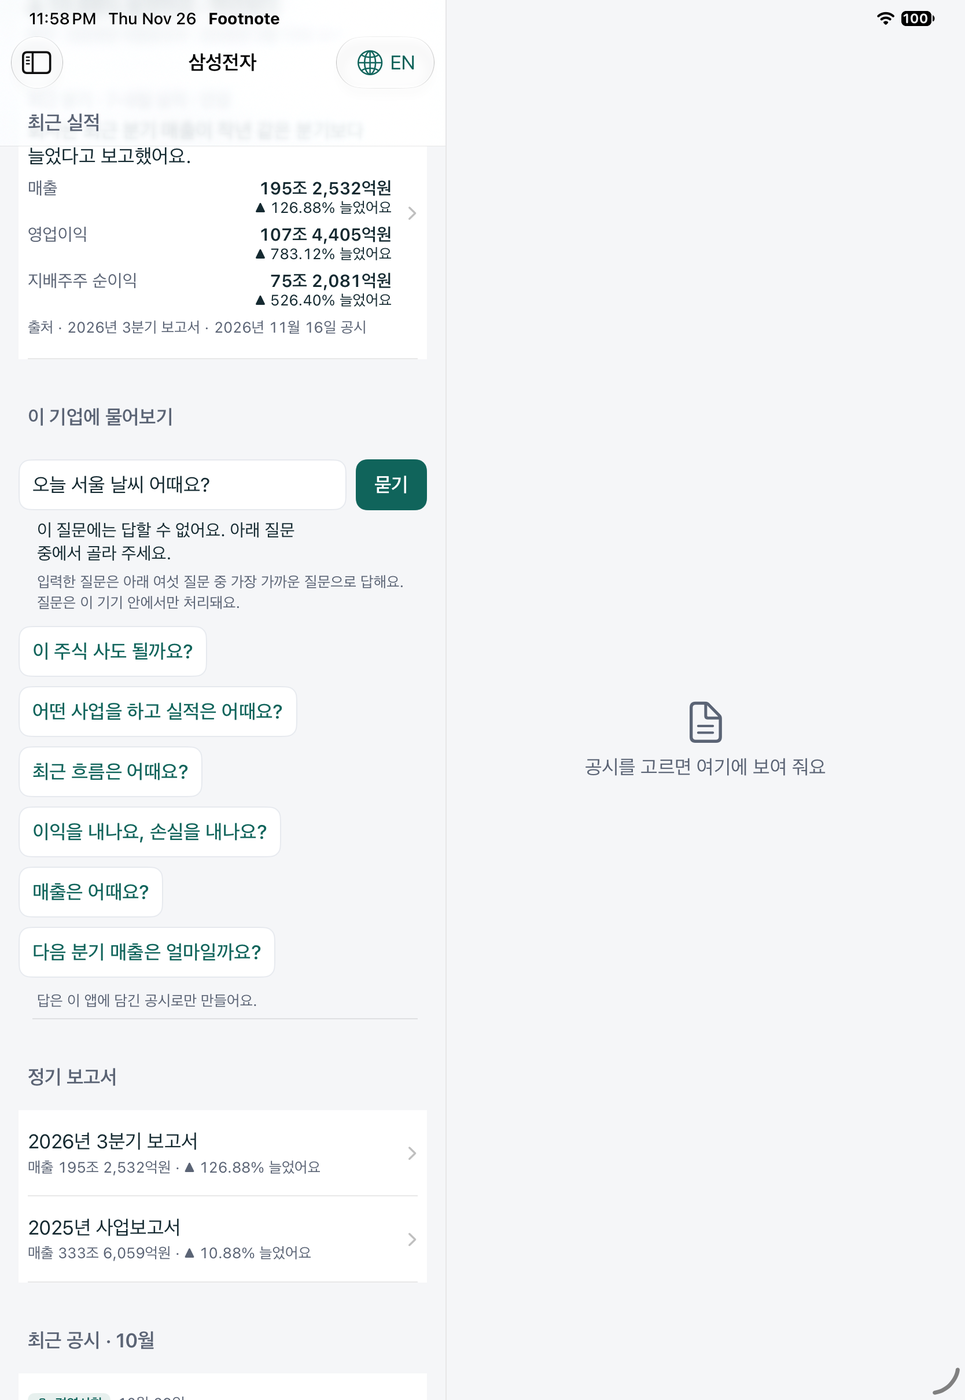 11:58 PM Thu Nov 26 Footnote
100
삼성전자
EN
최근 실적
늘었다고 보고했어요.
매출
195조 2,532억원
▲ 126.88% 늘었어요
영업이익
107조 4,405억원
▲ 783.12% 늘었어요
지배주주 순이익
75조 2,081억원
▲ 526.40% 늘었어요
출처 · 2026년 3분기 보고서 · 2026년 11월 16일 공시
이 기업에 물어보기
오늘 서울 날씨 어때요?
묻기
이 질문에는 답할 수 없어요. 아래 질문
중에서 골라 주세요.
입력한 질문은 아래 여섯 질문 중 가장 가까운 질문으로 답해요.
질문은 이 기기 안에서만 처리돼요.
이 주식 사도 될까요?
어떤 사업을 하고 실적은 어때요?
최근 흐름은 어때요?
이익을 내나요, 손실을 내나요?
매출은 어때요?
다음 분기 매출은 얼마일까요?
답은 이 앱에 담긴 공시로만 만들어요.
정기 보고서
2026년 3분기 보고서
매출 195조 2,532억원 · ▲ 126.88% 늘었어요
2025년 사업보고서
매출 333조 6,059억원 · ▲ 10.88% 늘었어요
최근 공시 · 10월
공시를 고르면 여기에 보여 줘요